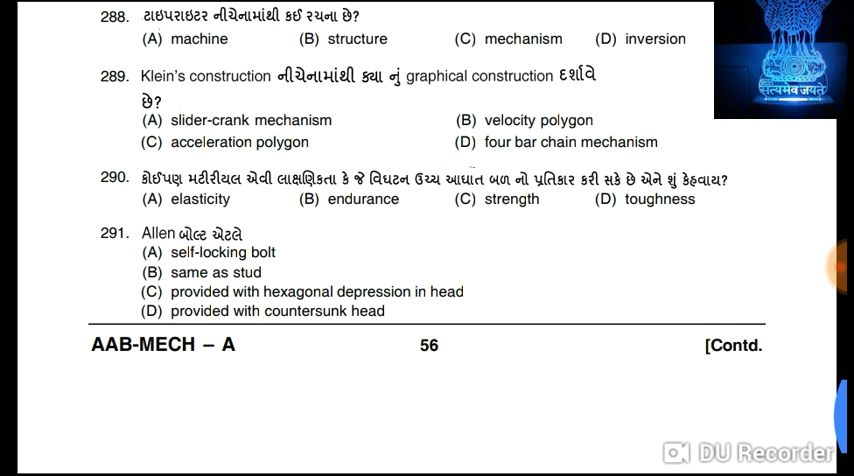 288. ટાઇપરાઇટર નીચેનામાંથી કઈ રચના છે?
(A) machine (B) structure (C) mechanism (D) inversion
289. Klein's construction નીચેનામાંથી ક્યા નું graphical construction દર્શાવે
છે?
(A) slider-crank mechanism (B) velocity polygon
(C) acceleration polygon (D) four bar chain mechanism
290. કોઈપણ મટીરીયલ એવી લાક્ષણિકતા કે જે વિઘટન ઉચ્ચ આઘાત બળ નો પ્રતિકાર કરી સકે છે એને શું કેહવાય?
(A) elasticity (B) endurance (C) strength (D) toughness
291. Allen બોલ્ટ એટલે
(A) self-locking bolt
(B) same as stud
(C) provided with hexagonal depression in head
(D) provided with countersunk head
AAB-MECH – A 56 [Contd.
सत्यमेव जयते
DU Recorder